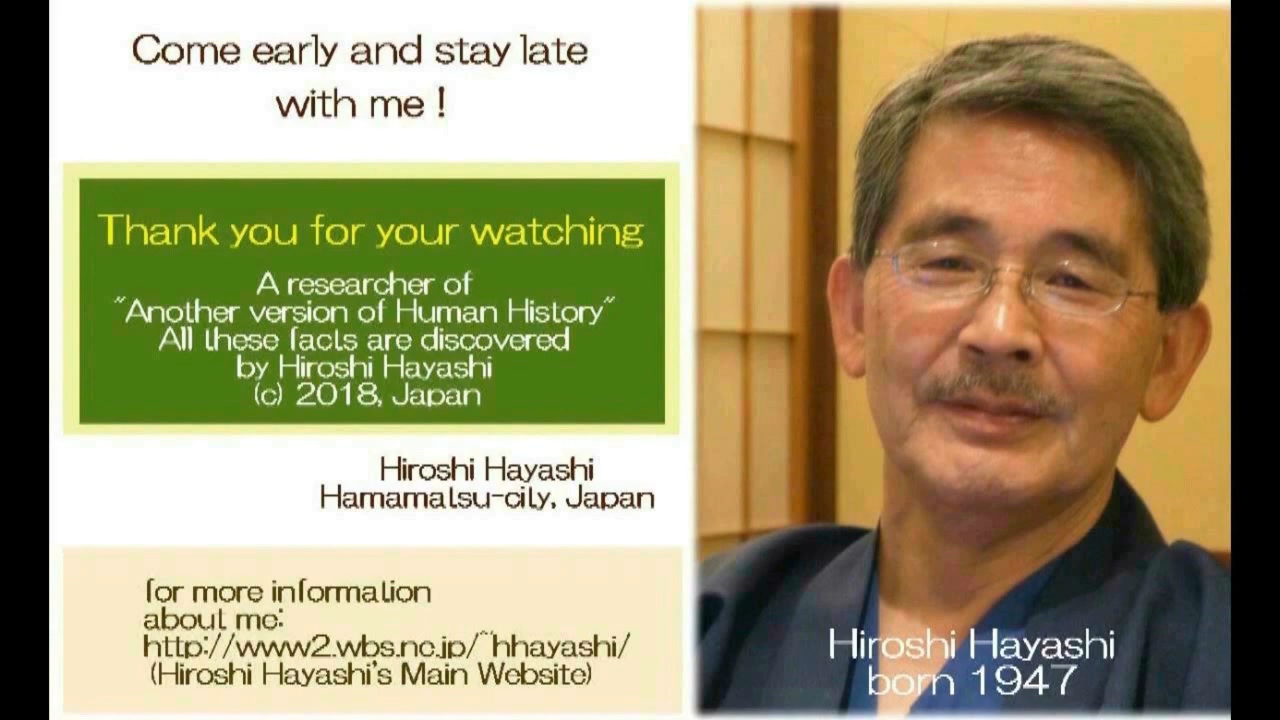 Come early and stay late
with me !
Thank you for your watching
A researcher of
"Another version of Human History"
All these facts are discovered
by Hiroshi Hayashi
(c) 2018, Japan
Hiroshi Hayashi
Hamamatsu-city, Japan
for more information
about me:
http://www2.wbs.ne.jp/~hhayashi/
(Hiroshi Hayashi's Main Website)
Hiroshi Hayashi
born 1947